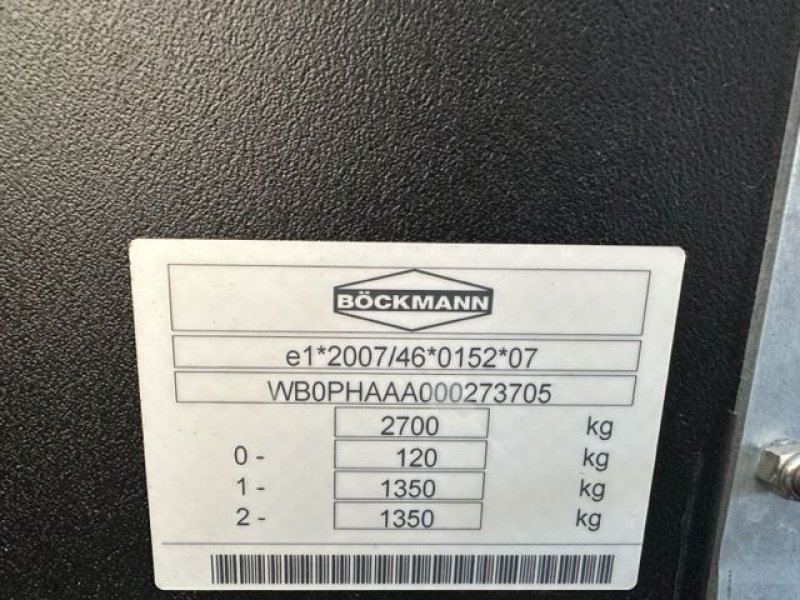 BÖCKMANN
e1*2007/46*0152*07
WB0PHAAA000273705
2700 kg
0 - 120 kg
1 - 1350 kg
2 - 1350 kg